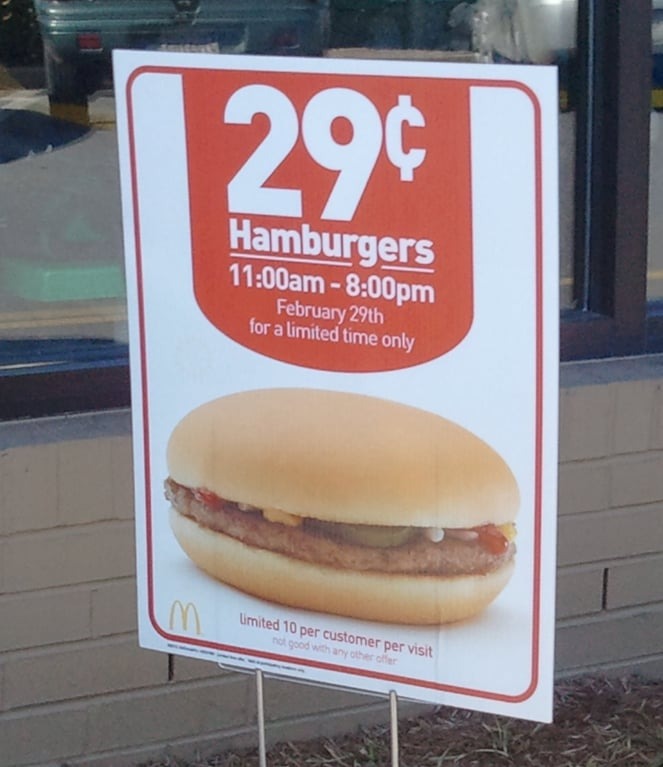 29¢
Hamburgers
11:00am - 8:00pm
February 29th
for a limited time only
limited 10 per customer per visit
not good with any other offer